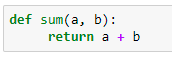 def sum(a, b):
    return a + b